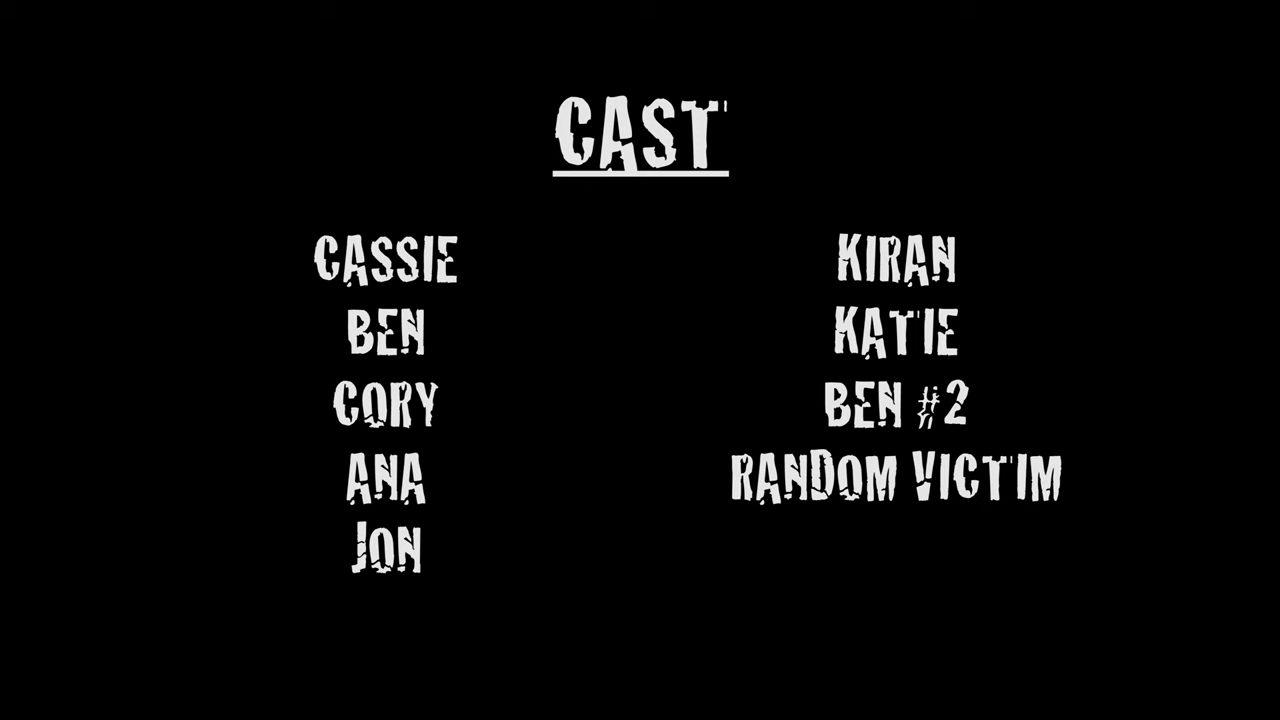 CAST
CASSIE
BEN
CORY
ANA
JON
KIRAN
KATIE
BEN #2
RANDOM VICTIM